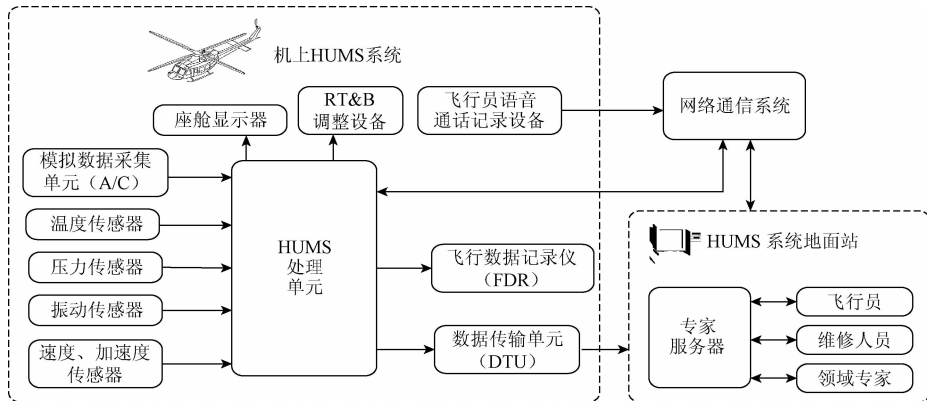 机上HUMS系统
座舱显示器
RT&B
调整设备
飞行员语音
通话记录设备
网络通信系统
模拟数据采集
单元（A/C）
温度传感器
压力传感器
振动传感器
速度、加速度
传感器
HUMS
处理
单元
飞行数据记录仪
（FDR）
数据传输单元
（DTU）
HUMS 系统地面站
专家
服务器
飞行员
维修人员
领域专家